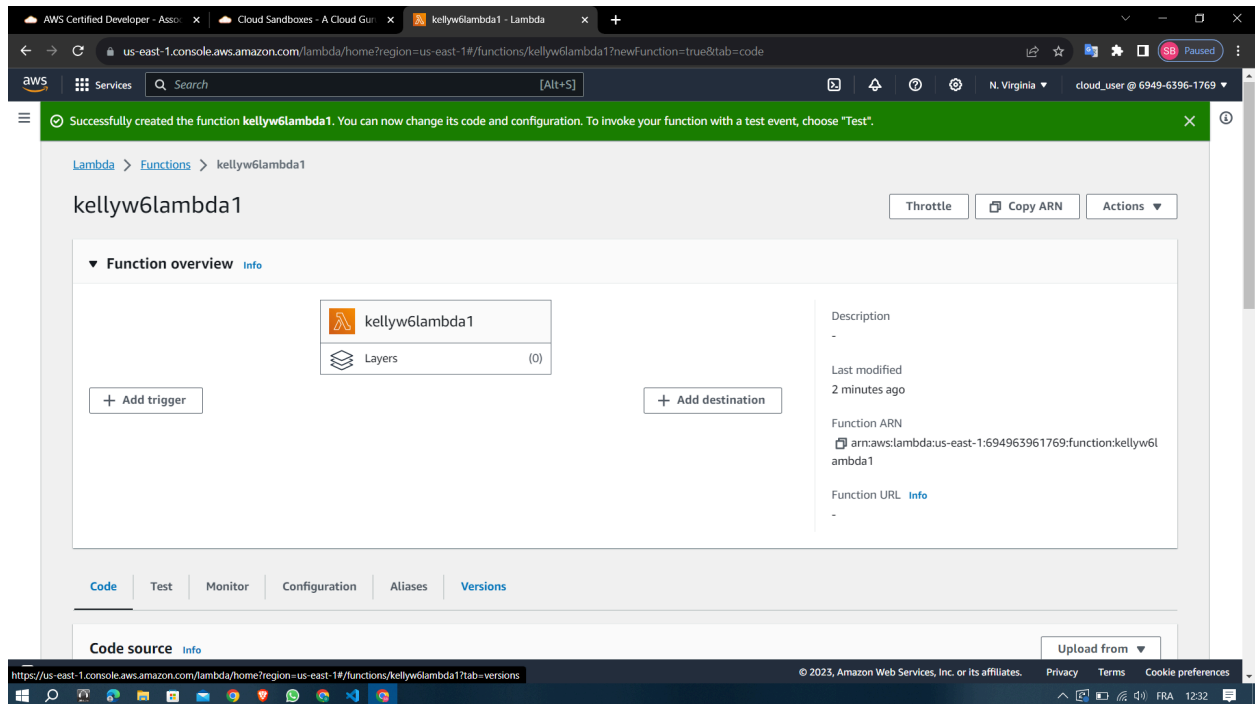 AWS Certified Developer - Assoc
Cloud Sandboxes - A Cloud Guru
kellyw6lambda1 - Lambda
us-east-1.console.aws.amazon.com/lambda/home?region=us-east-1#/functions/kellyw6lambda1?newFunction=true&tab=code
SB Paused
aws Services Search [Alt+S] N. Virginia cloud_user @ 6949-6396-1769
Successfully created the function kellyw6lambda1. You can now change its code and configuration. To invoke your function with a test event, choose "Test".
Lambda > Functions > kellyw6lambda1
kellyw6lambda1
Throttle Copy ARN Actions
Function overview Info
kellyw6lambda1
Layers (0)
+ Add trigger
+ Add destination
Description
-
Last modified
2 minutes ago
Function ARN
arn:aws:lambda:us-east-1:694963961769:function:kellyw6l
ambda1
Function URL Info
-
Code Test Monitor Configuration Aliases Versions
Code source Info Upload from
https://us-east-1.console.aws.amazon.com/lambda/home?region=us-east-1#/functions/kellyw6lambda1?tab=versions
© 2023, Amazon Web Services, Inc. or its affiliates. Privacy Terms Cookie preferences
FRA 12:32